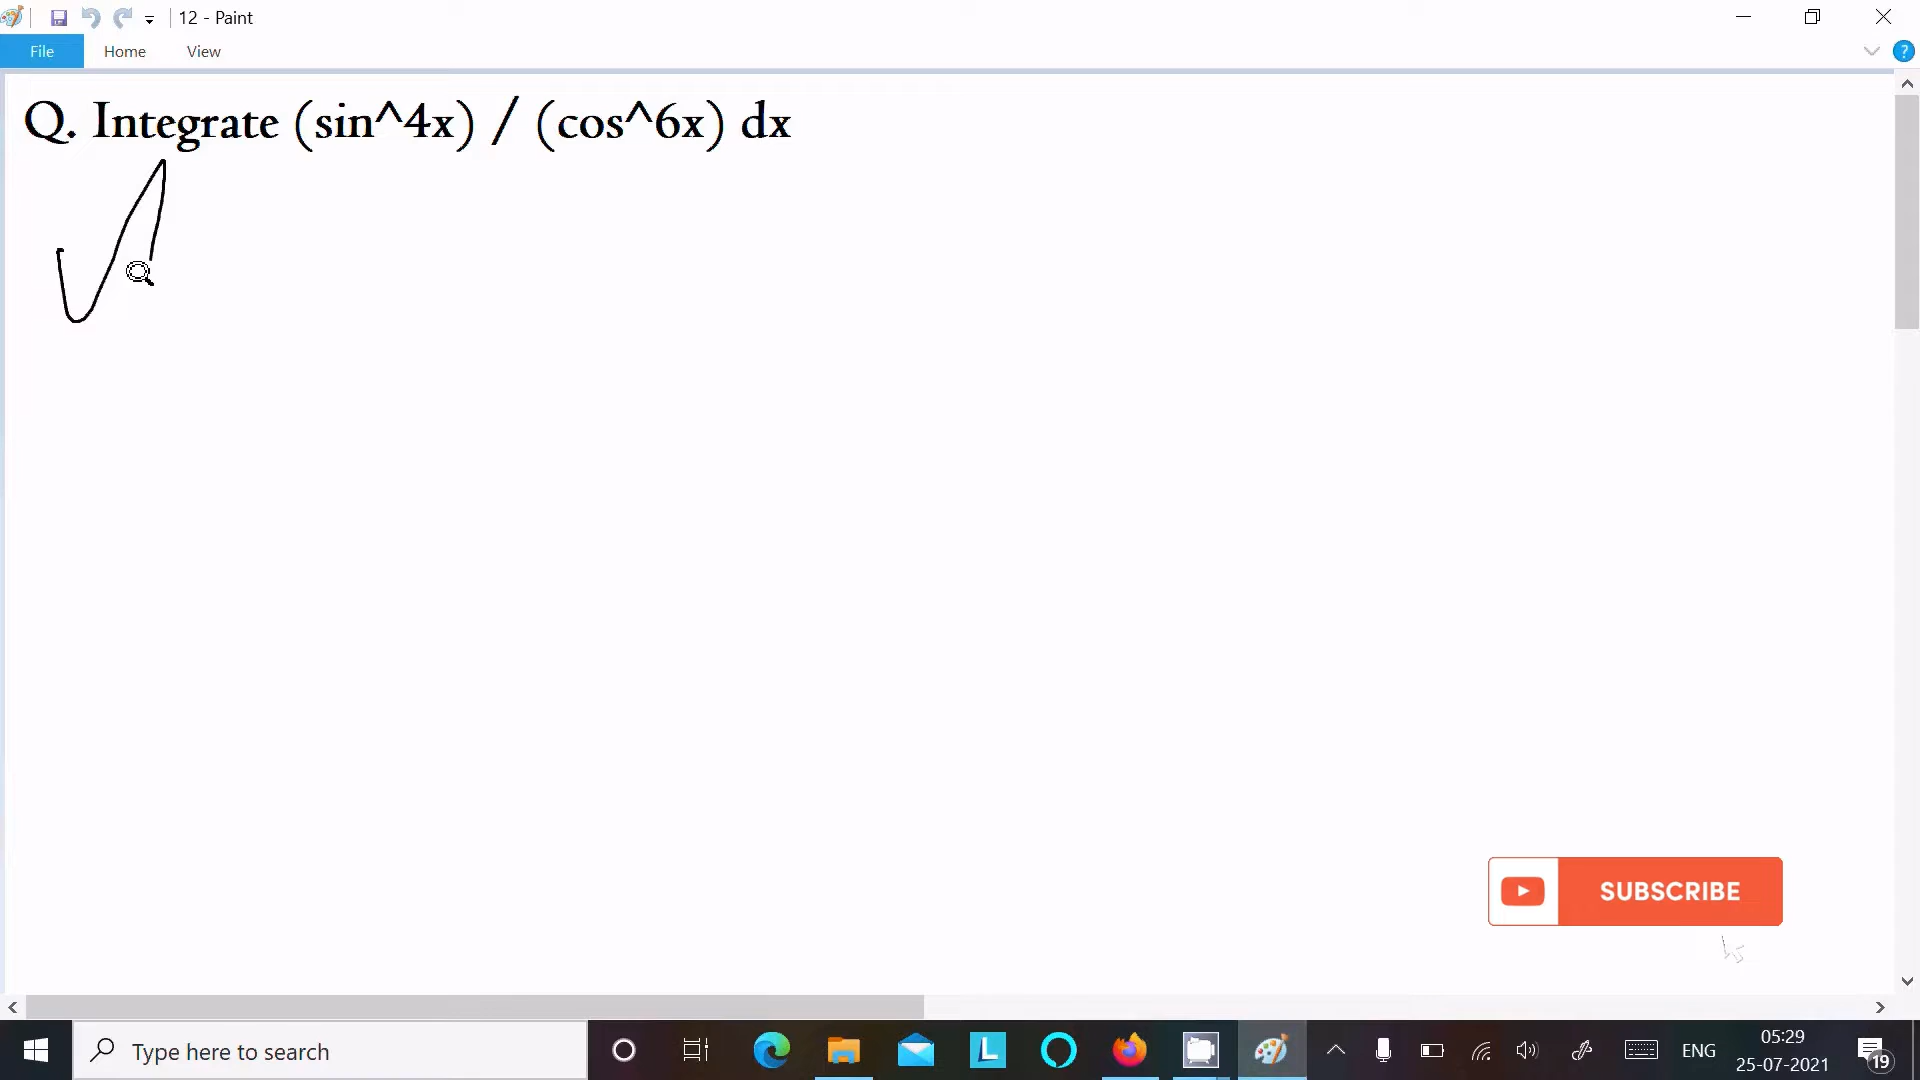 12 - Paint
File Home View
Q. Integrate (sin^4x) / (cos^6x) dx
SUBSCRIBE
Type here to search
ENG
05:29
25-07-2021
19